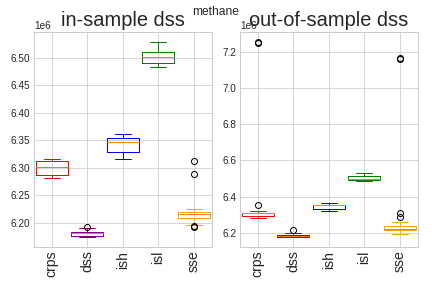 methane
in-sample dss
out-of-sample dss
1e6
6.50
6.45
6.40
6.35
6.30
6.25
6.20
crps
dss
ish
isl
sse
1e6
7.2
7.0
6.8
6.6
6.4
6.2
crps
dss
ish
isl
sse